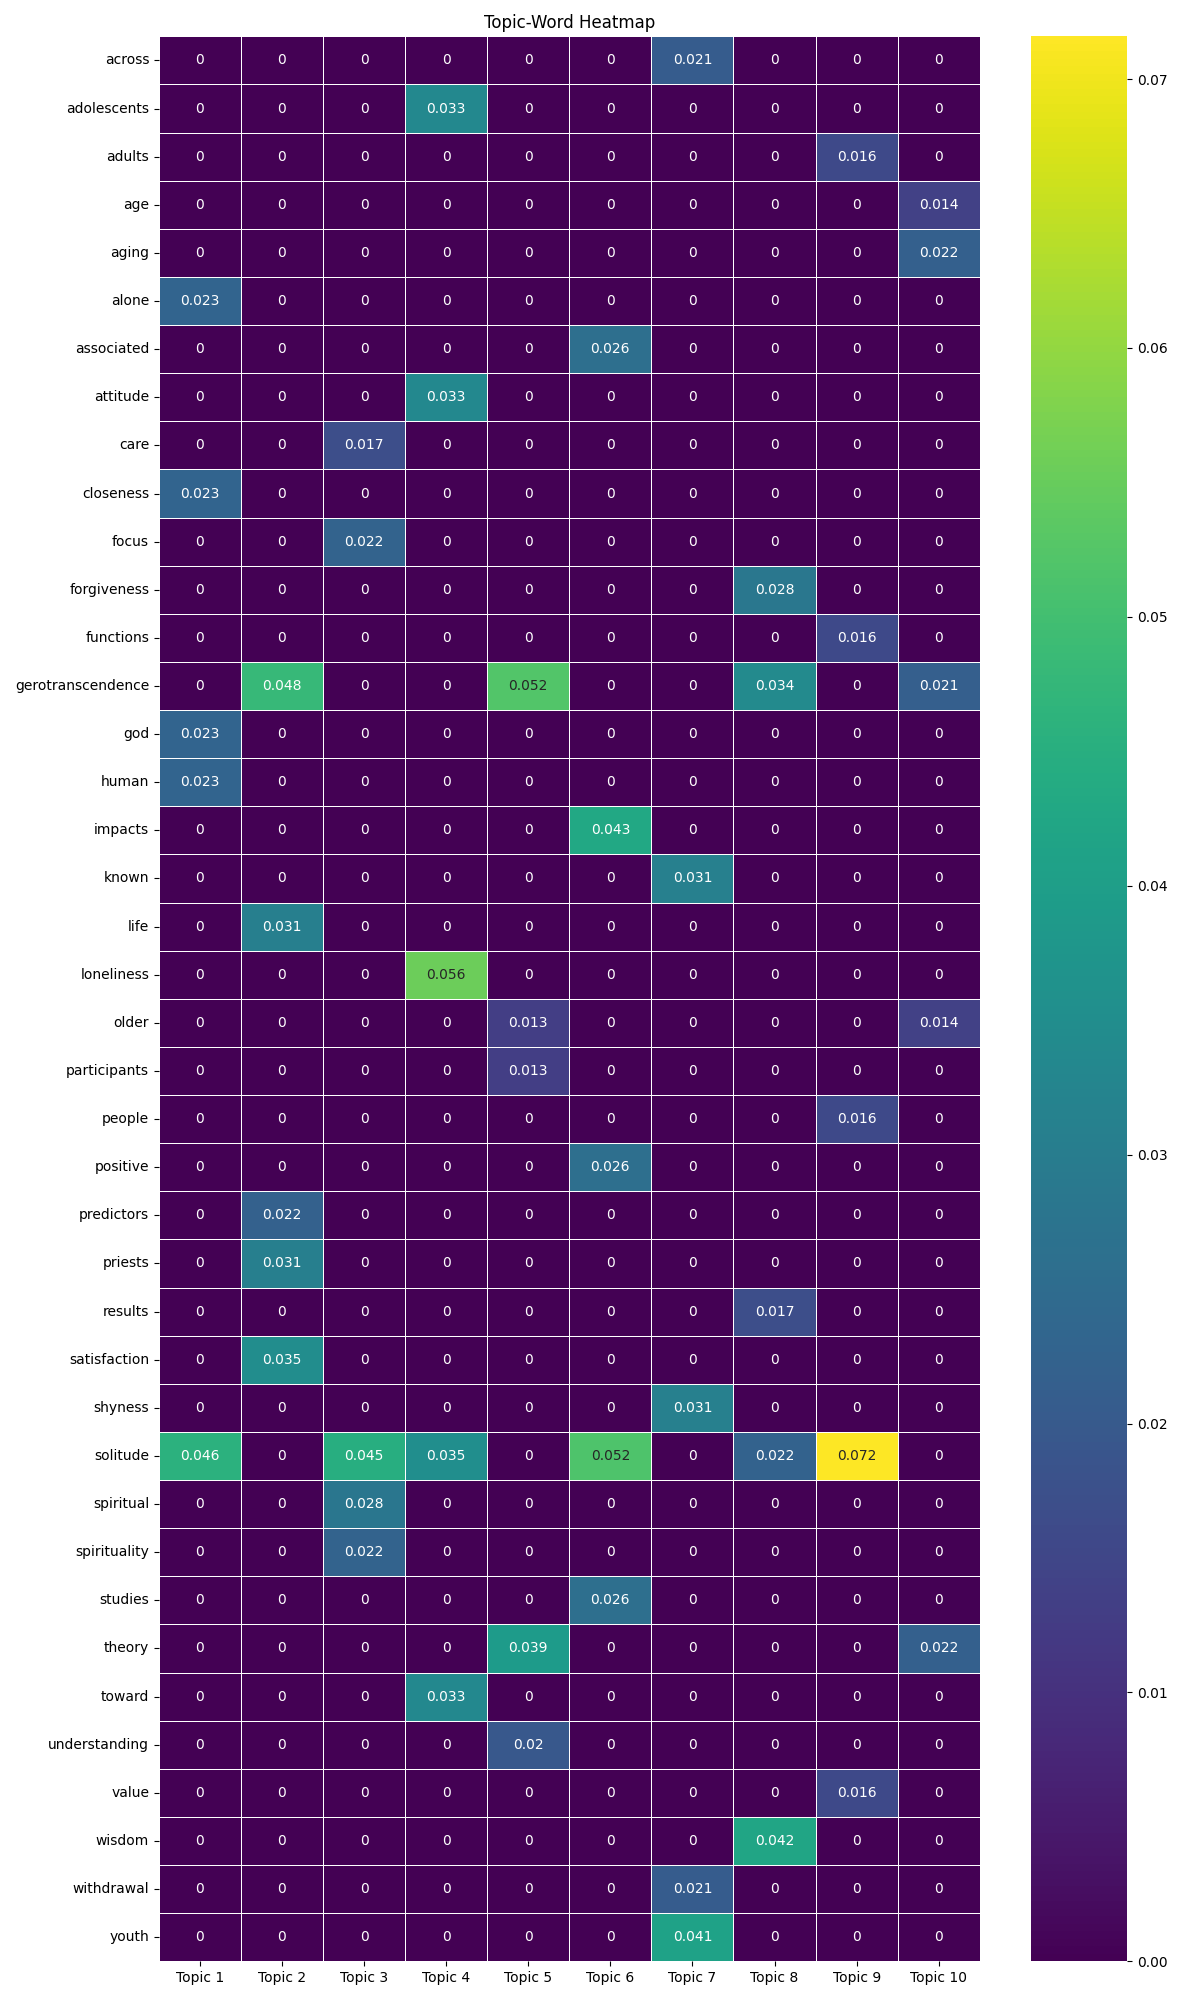 Topic-Word Heatmap
across 0 0 0 0 0 0 0.021 0 0 0
adolescents 0 0 0 0.033 0 0 0 0 0 0
adults 0 0 0 0 0 0 0 0 0.016 0
age 0 0 0 0 0 0 0 0 0 0.014
aging 0 0 0 0 0 0 0 0 0 0.022
alone 0.023 0 0 0 0 0 0 0 0 0
associated 0 0 0 0 0 0.026 0 0 0 0
attitude 0 0 0 0.033 0 0 0 0 0 0
care 0 0 0.017 0 0 0 0 0 0 0
closeness 0.023 0 0 0 0 0 0 0 0 0
focus 0 0 0.022 0 0 0 0 0 0 0
forgiveness 0 0 0 0 0 0 0 0.028 0 0
functions 0 0 0 0 0 0 0 0 0.016 0
gerotranscendence 0 0.048 0 0 0.052 0 0 0.034 0 0.021
god 0.023 0 0 0 0 0 0 0 0 0
human 0.023 0 0 0 0 0 0 0 0 0
impacts 0 0 0 0 0 0.043 0 0 0 0
known 0 0 0 0 0 0 0.031 0 0 0
life 0 0.031 0 0 0 0 0 0 0 0
loneliness 0 0 0 0.056 0 0 0 0 0 0
older 0 0 0 0 0.013 0 0 0 0 0.014
participants 0 0 0 0 0.013 0 0 0 0 0
people 0 0 0 0 0 0 0 0 0.016 0
positive 0 0 0 0 0 0.026 0 0 0 0
predictors 0 0.022 0 0 0 0 0 0 0 0
priests 0 0.031 0 0 0 0 0 0 0 0
results 0 0 0 0 0 0 0 0.017 0 0
satisfaction 0 0.035 0 0 0 0 0 0 0 0
shyness 0 0 0 0 0 0 0.031 0 0 0
solitude 0.046 0 0.045 0.035 0 0.052 0 0.022 0.072 0
spiritual 0 0 0.028 0 0 0 0 0 0 0
spirituality 0 0 0.022 0 0 0 0 0 0 0
studies 0 0 0 0 0 0.026 0 0 0 0
theory 0 0 0 0 0.039 0 0 0 0 0.022
toward 0 0 0 0.033 0 0 0 0 0 0
understanding 0 0 0 0 0.02 0 0 0 0 0
value 0 0 0 0 0 0 0 0 0.016 0
wisdom 0 0 0 0 0 0 0 0.042 0 0
withdrawal 0 0 0 0 0 0 0.021 0 0 0
youth 0 0 0 0 0 0 0.041 0 0 0
Topic 1 Topic 2 Topic 3 Topic 4 Topic 5 Topic 6 Topic 7 Topic 8 Topic 9 Topic 10
0.07
0.06
0.05
0.04
0.03
0.02
0.01
0.00